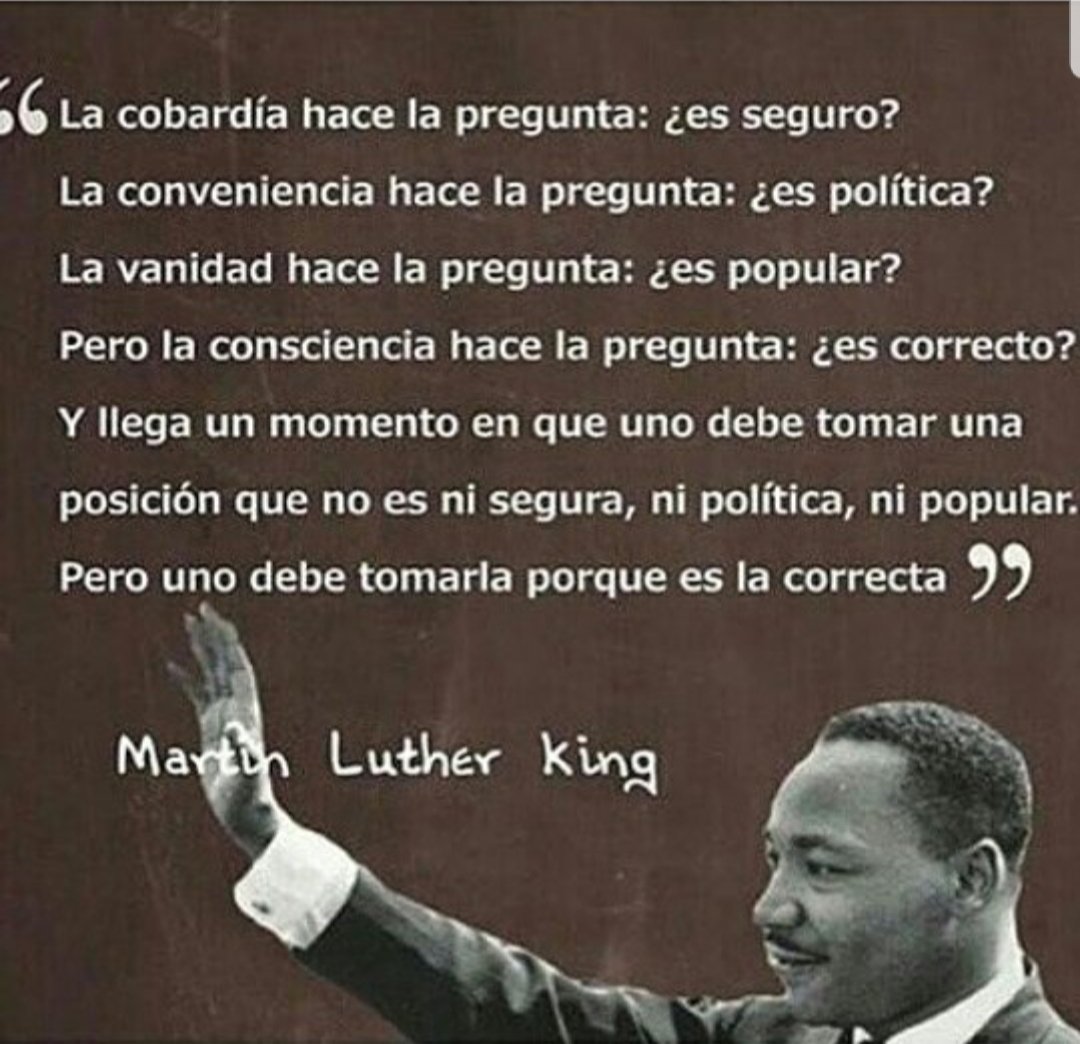 “ La cobardía hace la pregunta: ¿es seguro?
La conveniencia hace la pregunta: ¿es política?
La vanidad hace la pregunta: ¿es popular?
Pero la consciencia hace la pregunta: ¿es correcto?
Y llega un momento en que uno debe tomar una
posición que no es ni segura, ni política, ni popular.
Pero uno debe tomarla porque es la correcta ”
Martin Luther King